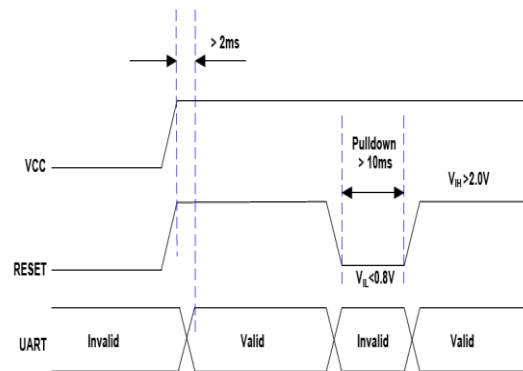 > 2ms
VCC
Pulldown
> 10ms
VIH>2.0V
RESET
VIL<0.8V
UART
Invalid
Valid
Invalid
Valid